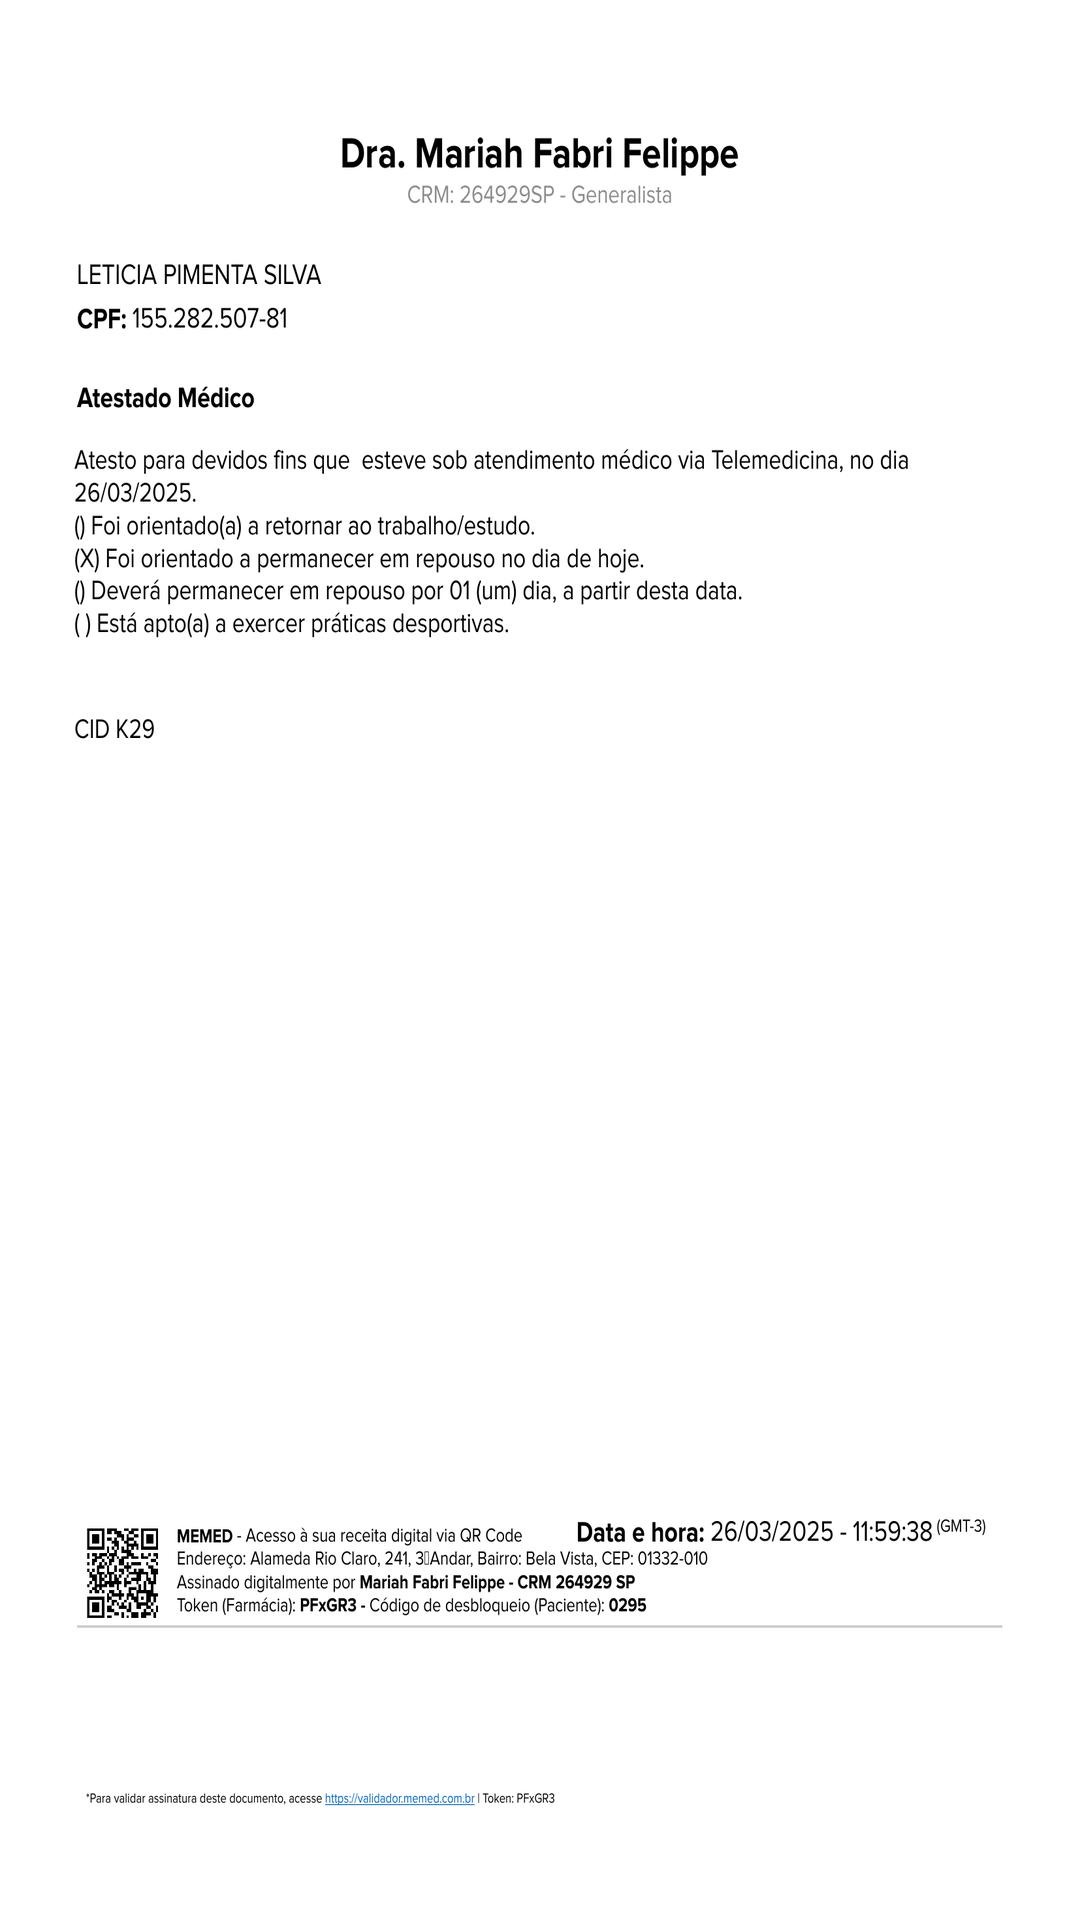 Dra. Mariah Fabri Felippe
CRM: 264929SP - Generalista
LETICIA PIMENTA SILVA
CPF: 155.282.507-81
Atestado Médico
Atesto para devidos fins que  esteve sob atendimento médico via Telemedicina, no dia
26/03/2025.
() Foi orientado(a) a retornar ao trabalho/estudo.
(X) Foi orientado a permanecer em repouso no dia de hoje.
() Deverá permanecer em repouso por 01 (um) dia, a partir desta data.
( ) Está apto(a) a exercer práticas desportivas.
CID K29
MEMED - Acesso à sua receita digital via QR Code
Data e hora: 26/03/2025 - 11:59:38 (GMT-3)
Endereço: Alameda Rio Claro, 241, 3▯Andar, Bairro: Bela Vista, CEP: 01332-010
Assinado digitalmente por Mariah Fabri Felippe - CRM 264929 SP
Token (Farmácia): PFxGR3 - Código de desbloqueio (Paciente): 0295
*Para validar assinatura deste documento, acesse https://validador.memed.com.br | Token: PFxGR3